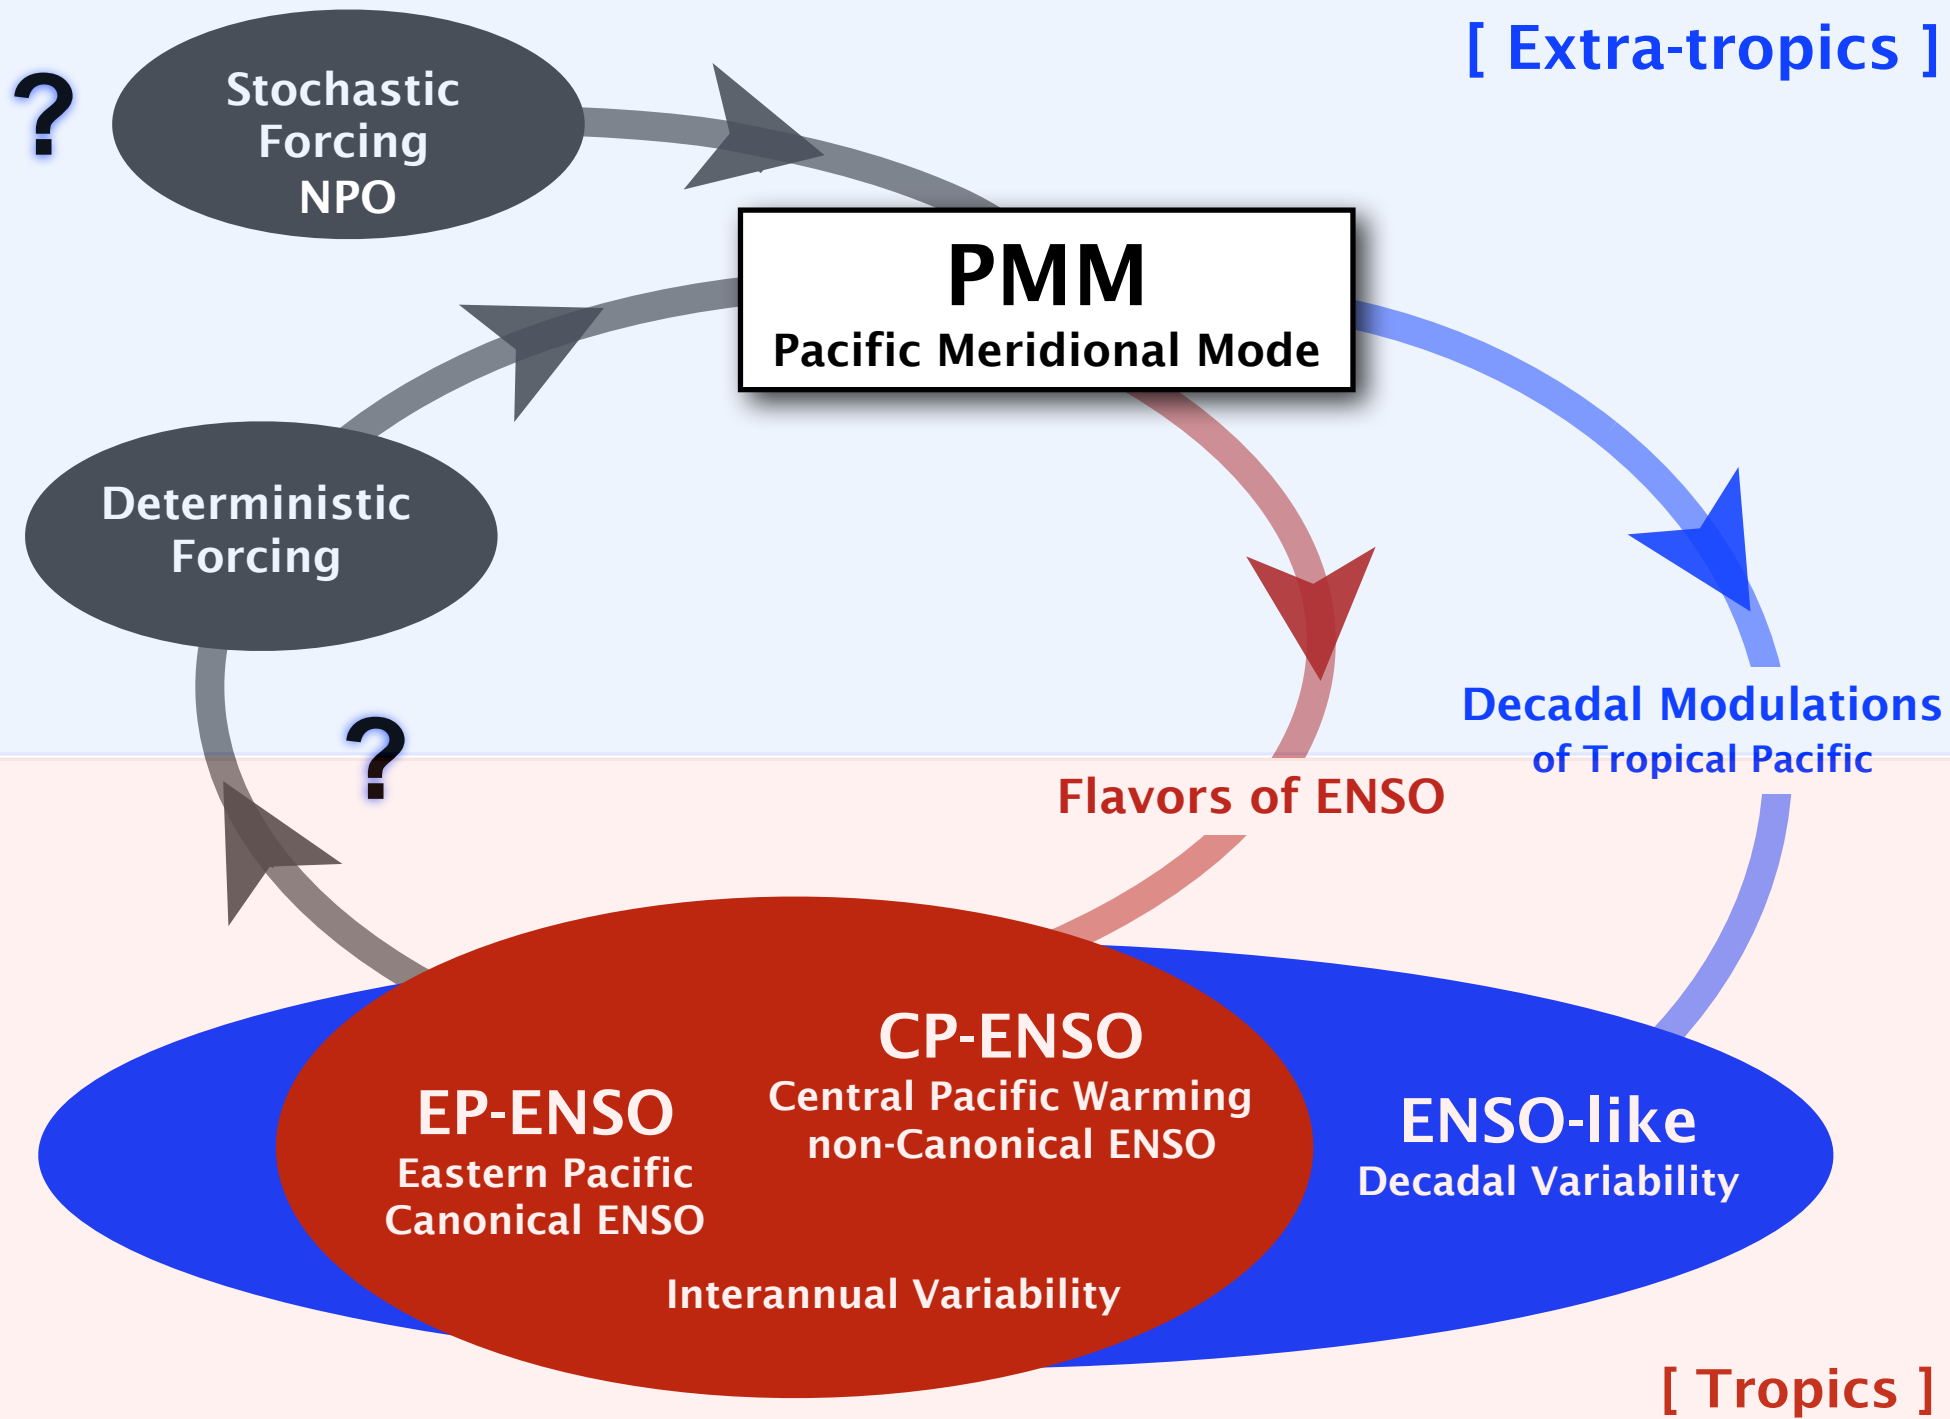 [ Extra-tropics ]
?
Stochastic
Forcing
NPO
PMM
Pacific Meridional Mode
Deterministic
Forcing
?
Decadal Modulations
of Tropical Pacific
Flavors of ENSO
CP-ENSO
Central Pacific Warming
non-Canonical ENSO
EP-ENSO
Eastern Pacific
Canonical ENSO
ENSO-like
Decadal Variability
Interannual Variability
[ Tropics ]